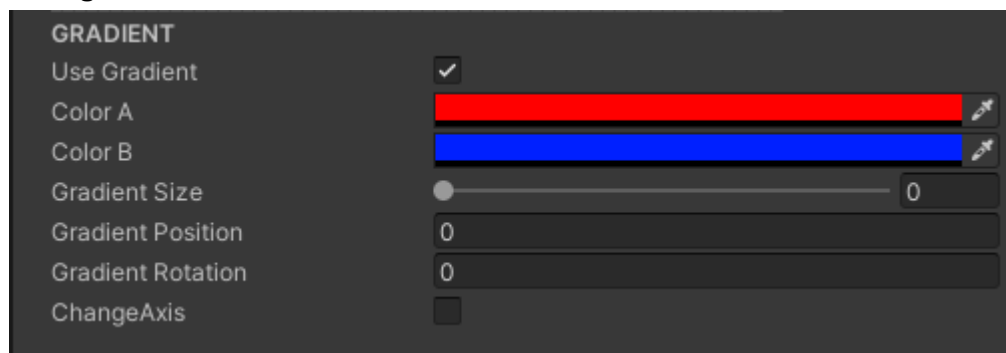 GRADIENT
Use Gradient
Color A
Color B
Gradient Size 0
Gradient Position 0
Gradient Rotation 0
ChangeAxis